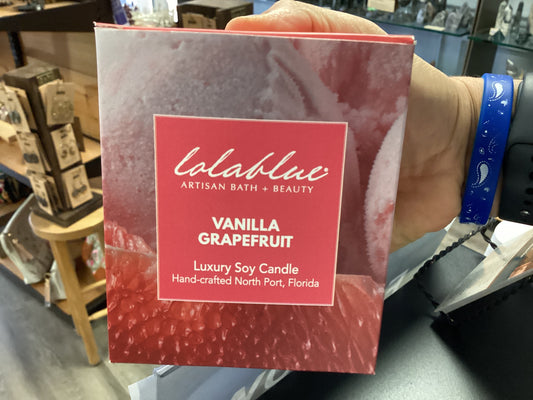 lolablue
ARTISAN BATH + BEAUTY
VANILLA
GRAPEFRUIT
Luxury Soy Candle
Hand-crafted North Port, Florida